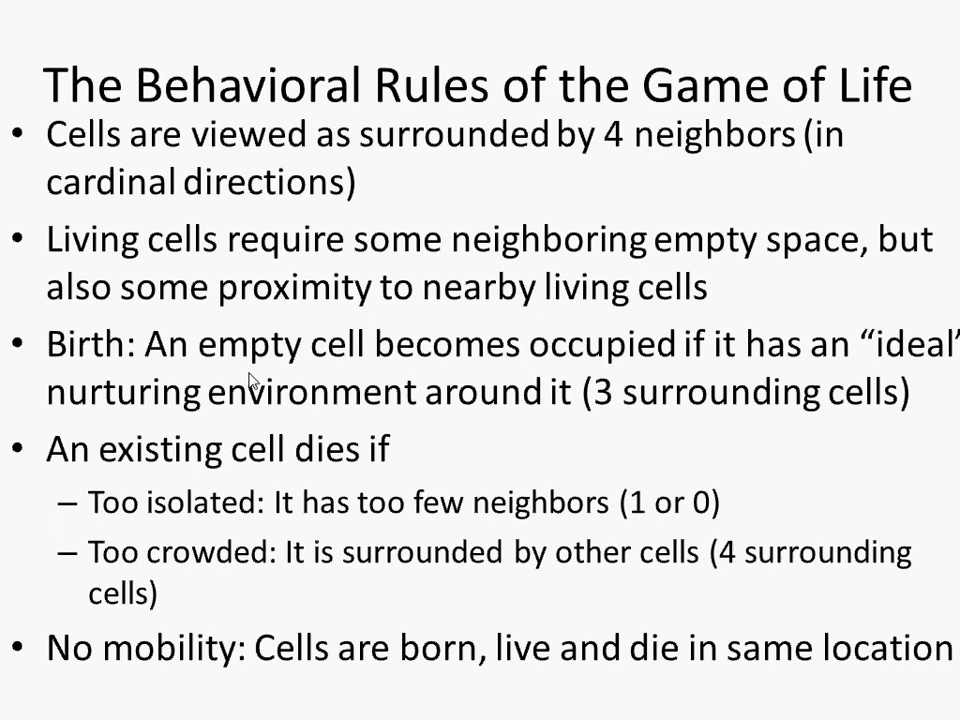 The Behavioral Rules of the Game of Life
• Cells are viewed as surrounded by 4 neighbors (in
cardinal directions)
• Living cells require some neighboring empty space, but
also some proximity to nearby living cells
• Birth: An empty cell becomes occupied if it has an “ideal”
nurturing environment around it (3 surrounding cells)
• An existing cell dies if
– Too isolated: It has too few neighbors (1 or 0)
– Too crowded: It is surrounded by other cells (4 surrounding
cells)
• No mobility: Cells are born, live and die in same location